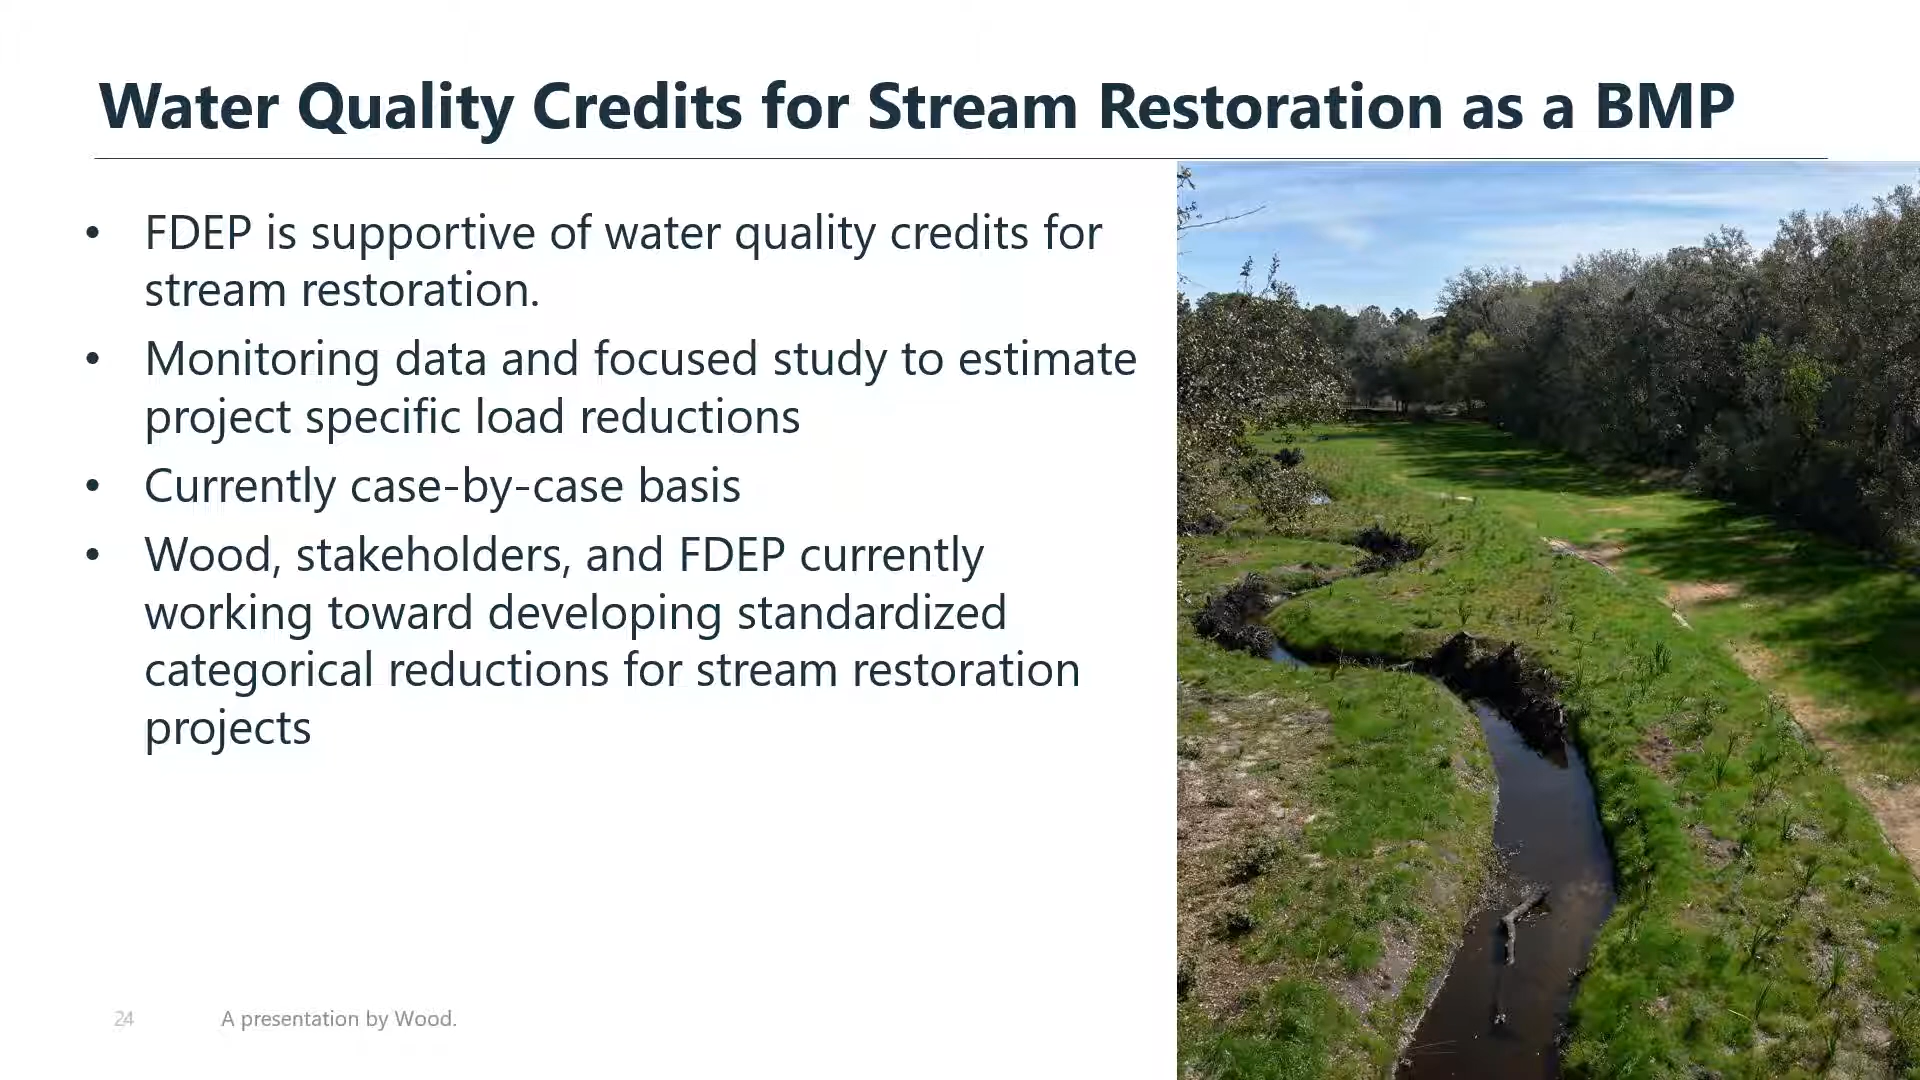 Water Quality Credits for Stream Restoration as a BMP
• FDEP is supportive of water quality credits for
stream restoration.
• Monitoring data and focused study to estimate
project specific load reductions
• Currently case-by-case basis
• Wood, stakeholders, and FDEP currently
working toward developing standardized
categorical reductions for stream restoration
projects
24 A presentation by Wood.